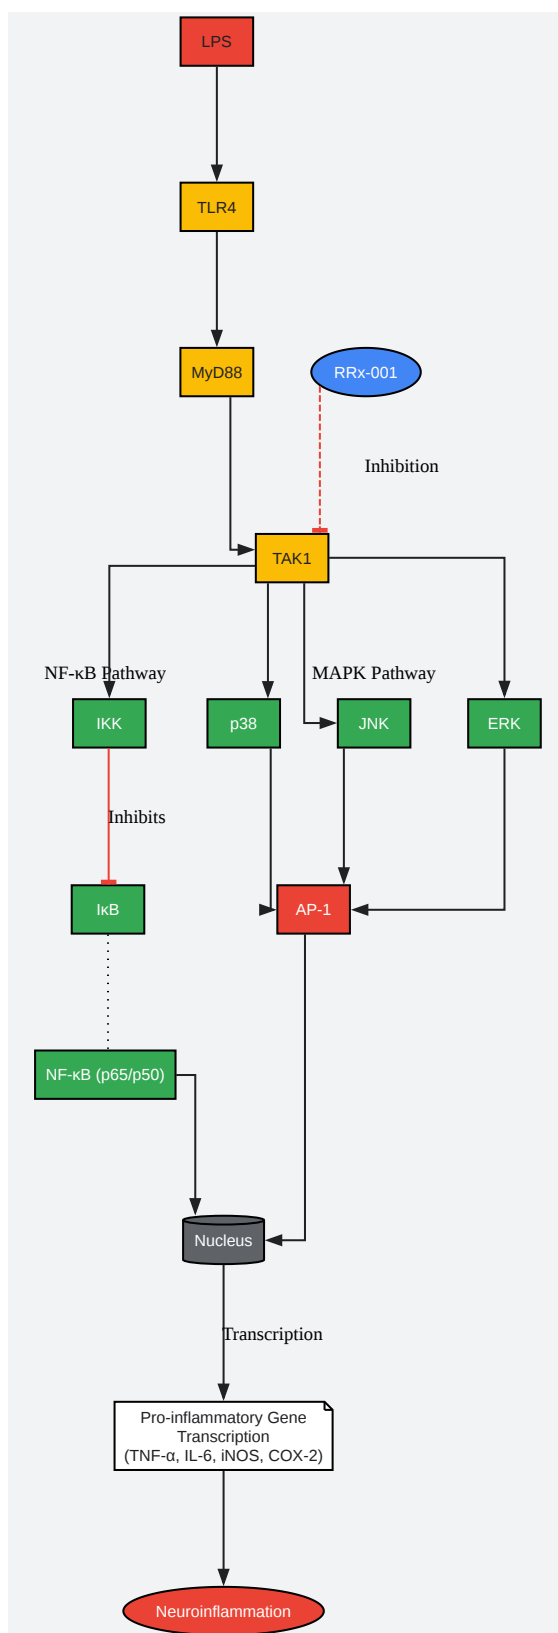 LPS
TLR4
MyD88
RRx-001
Inhibition
TAK1
NF-κB Pathway
MAPK Pathway
IKK
p38
JNK
ERK
Inhibits
IκB
AP-1
NF-κB (p65/p50)
Nucleus
Transcription
Pro-inflammatory Gene
Transcription
(TNF-α, IL-6, iNOS, COX-2)
Neuroinflammation